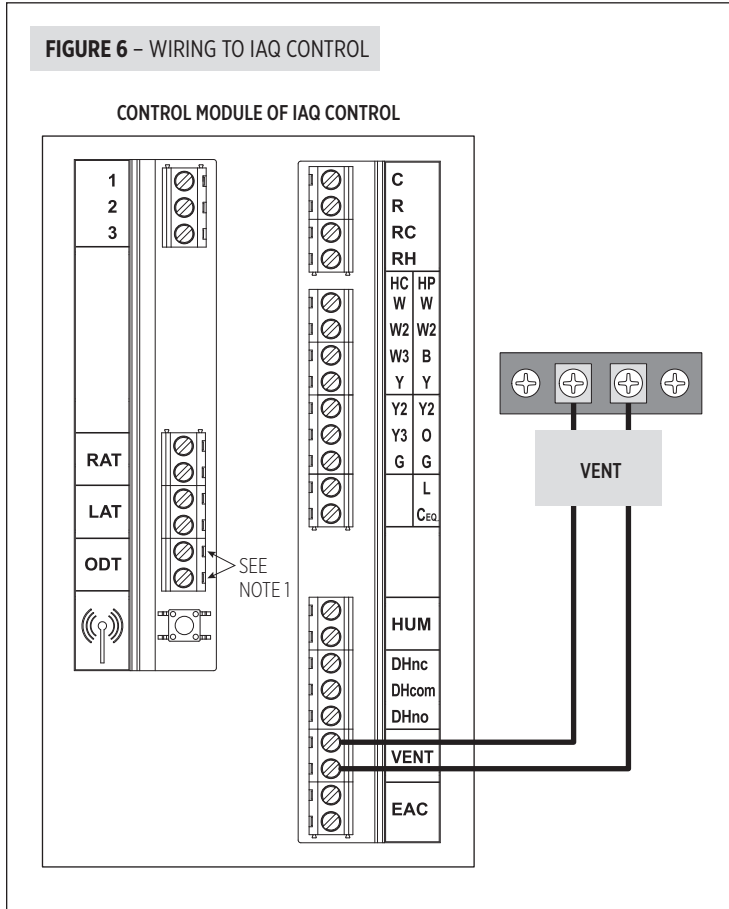 FIGURE 6 – WIRING TO IAQ CONTROL
CONTROL MODULE OF IAQ CONTROL
1
2
3
RAT
LAT
ODT
SEE
NOTE 1
C
R
RC
RH
HC HP
W W
W2 W2
W3 B
Y Y
Y2 Y2
Y3 O
G G
L
CEQ.
HUM
DHnc
DHcom
DHno
VENT
EAC
VENT